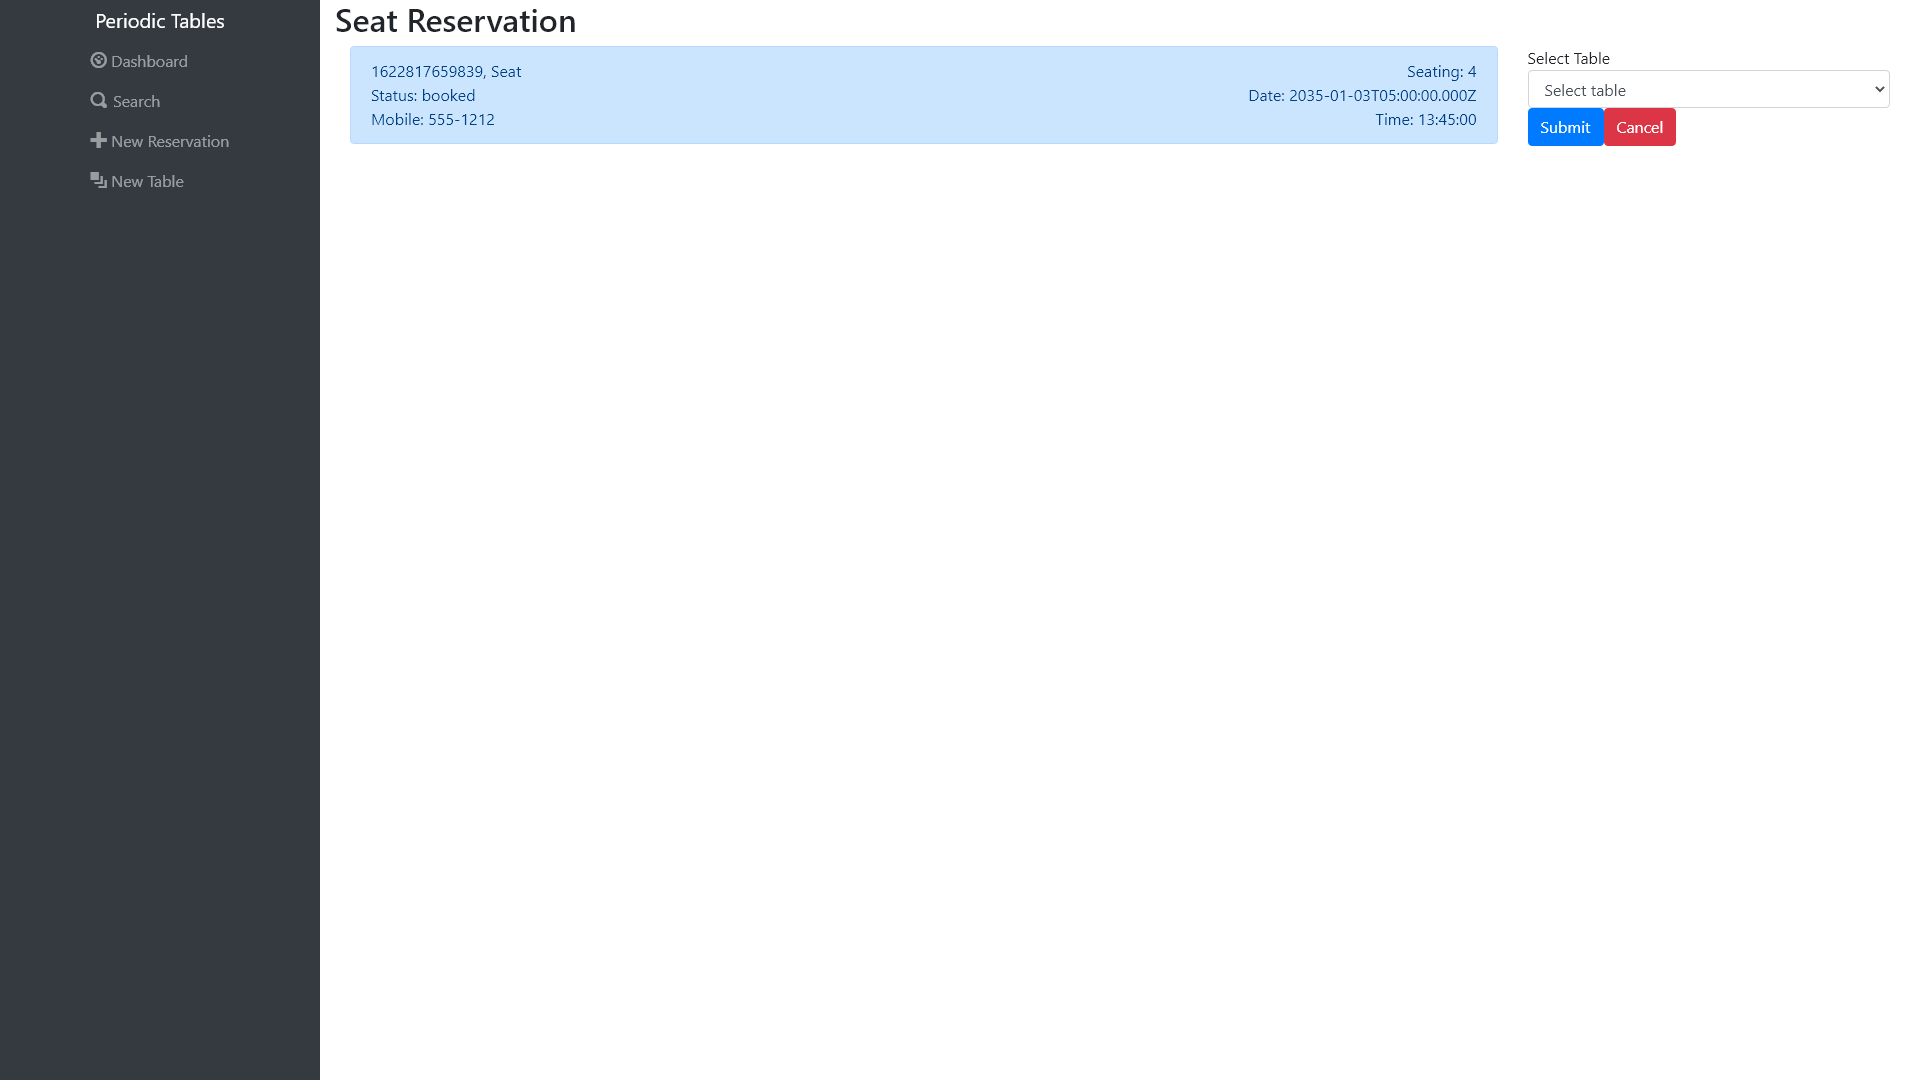 Periodic Tables
Dashboard
Search
New Reservation
New Table
Seat Reservation
1622817659839, Seat
Status: booked
Mobile: 555-1212
Seating: 4
Date: 2035-01-03T05:00:00.000Z
Time: 13:45:00
Select Table
Select table
Submit Cancel